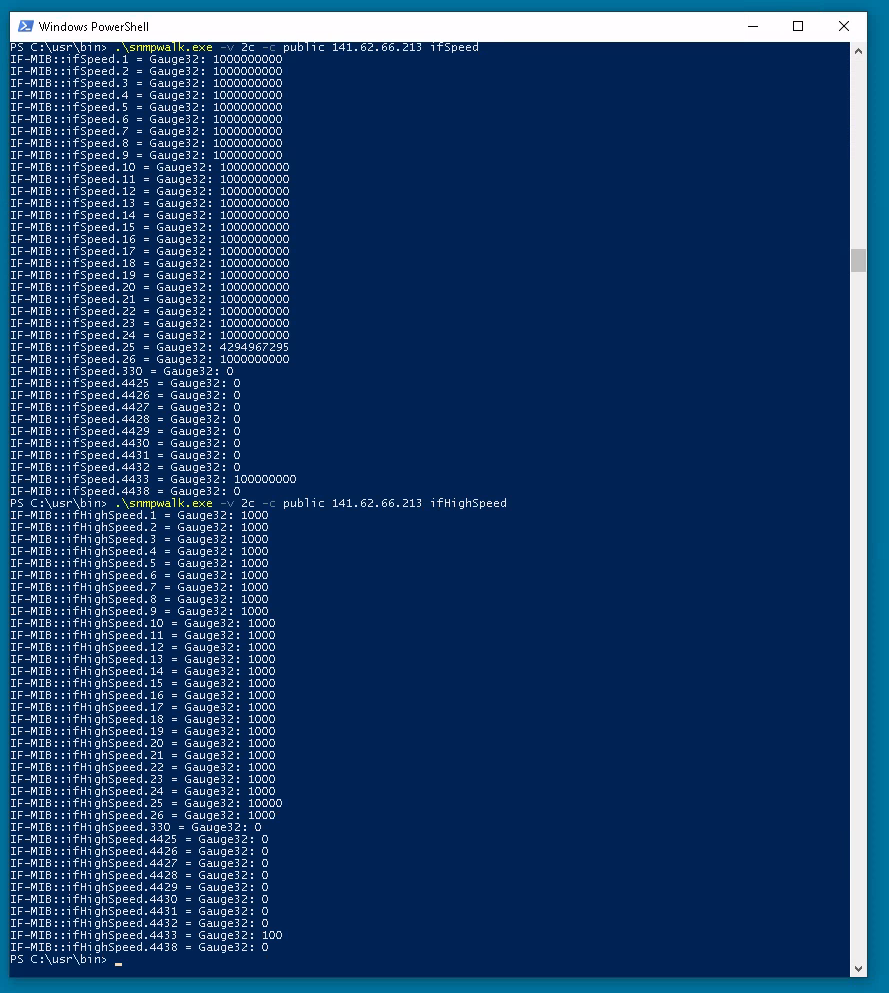 Windows PowerShell
PS C:\usr\bin> .\snmpwalk.exe -v 2c -c public 141.62.66.213 ifSpeed
IF-MIB::ifSpeed.1 = Gauge32: 1000000000
IF-MIB::ifSpeed.2 = Gauge32: 1000000000
IF-MIB::ifSpeed.3 = Gauge32: 1000000000
IF-MIB::ifSpeed.4 = Gauge32: 1000000000
IF-MIB::ifSpeed.5 = Gauge32: 1000000000
IF-MIB::ifSpeed.6 = Gauge32: 1000000000
IF-MIB::ifSpeed.7 = Gauge32: 1000000000
IF-MIB::ifSpeed.8 = Gauge32: 1000000000
IF-MIB::ifSpeed.9 = Gauge32: 1000000000
IF-MIB::ifSpeed.10 = Gauge32: 1000000000
IF-MIB::ifSpeed.11 = Gauge32: 1000000000
IF-MIB::ifSpeed.12 = Gauge32: 1000000000
IF-MIB::ifSpeed.13 = Gauge32: 1000000000
IF-MIB::ifSpeed.14 = Gauge32: 1000000000
IF-MIB::ifSpeed.15 = Gauge32: 1000000000
IF-MIB::ifSpeed.16 = Gauge32: 1000000000
IF-MIB::ifSpeed.17 = Gauge32: 1000000000
IF-MIB::ifSpeed.18 = Gauge32: 1000000000
IF-MIB::ifSpeed.19 = Gauge32: 1000000000
IF-MIB::ifSpeed.20 = Gauge32: 1000000000
IF-MIB::ifSpeed.21 = Gauge32: 1000000000
IF-MIB::ifSpeed.22 = Gauge32: 1000000000
IF-MIB::ifSpeed.23 = Gauge32: 1000000000
IF-MIB::ifSpeed.24 = Gauge32: 1000000000
IF-MIB::ifSpeed.25 = Gauge32: 4294967295
IF-MIB::ifSpeed.26 = Gauge32: 1000000000
IF-MIB::ifSpeed.330 = Gauge32: 0
IF-MIB::ifSpeed.4425 = Gauge32: 0
IF-MIB::ifSpeed.4426 = Gauge32: 0
IF-MIB::ifSpeed.4427 = Gauge32: 0
IF-MIB::ifSpeed.4428 = Gauge32: 0
IF-MIB::ifSpeed.4429 = Gauge32: 0
IF-MIB::ifSpeed.4430 = Gauge32: 0
IF-MIB::ifSpeed.4431 = Gauge32: 0
IF-MIB::ifSpeed.4432 = Gauge32: 0
IF-MIB::ifSpeed.4433 = Gauge32: 100000000
IF-MIB::ifSpeed.4438 = Gauge32: 0
PS C:\usr\bin> .\snmpwalk.exe -v 2c -c public 141.62.66.213 ifHighSpeed
IF-MIB::ifHighSpeed.1 = Gauge32: 1000
IF-MIB::ifHighSpeed.2 = Gauge32: 1000
IF-MIB::ifHighSpeed.3 = Gauge32: 1000
IF-MIB::ifHighSpeed.4 = Gauge32: 1000
IF-MIB::ifHighSpeed.5 = Gauge32: 1000
IF-MIB::ifHighSpeed.6 = Gauge32: 1000
IF-MIB::ifHighSpeed.7 = Gauge32: 1000
IF-MIB::ifHighSpeed.8 = Gauge32: 1000
IF-MIB::ifHighSpeed.9 = Gauge32: 1000
IF-MIB::ifHighSpeed.10 = Gauge32: 1000
IF-MIB::ifHighSpeed.11 = Gauge32: 1000
IF-MIB::ifHighSpeed.12 = Gauge32: 1000
IF-MIB::ifHighSpeed.13 = Gauge32: 1000
IF-MIB::ifHighSpeed.14 = Gauge32: 1000
IF-MIB::ifHighSpeed.15 = Gauge32: 1000
IF-MIB::ifHighSpeed.16 = Gauge32: 1000
IF-MIB::ifHighSpeed.17 = Gauge32: 1000
IF-MIB::ifHighSpeed.18 = Gauge32: 1000
IF-MIB::ifHighSpeed.19 = Gauge32: 1000
IF-MIB::ifHighSpeed.20 = Gauge32: 1000
IF-MIB::ifHighSpeed.21 = Gauge32: 1000
IF-MIB::ifHighSpeed.22 = Gauge32: 1000
IF-MIB::ifHighSpeed.23 = Gauge32: 1000
IF-MIB::ifHighSpeed.24 = Gauge32: 1000
IF-MIB::ifHighSpeed.25 = Gauge32: 10000
IF-MIB::ifHighSpeed.26 = Gauge32: 1000
IF-MIB::ifHighSpeed.330 = Gauge32: 0
IF-MIB::ifHighSpeed.4425 = Gauge32: 0
IF-MIB::ifHighSpeed.4426 = Gauge32: 0
IF-MIB::ifHighSpeed.4427 = Gauge32: 0
IF-MIB::ifHighSpeed.4428 = Gauge32: 0
IF-MIB::ifHighSpeed.4429 = Gauge32: 0
IF-MIB::ifHighSpeed.4430 = Gauge32: 0
IF-MIB::ifHighSpeed.4431 = Gauge32: 0
IF-MIB::ifHighSpeed.4432 = Gauge32: 0
IF-MIB::ifHighSpeed.4433 = Gauge32: 100
IF-MIB::ifHighSpeed.4438 = Gauge32: 0
PS C:\usr\bin> _